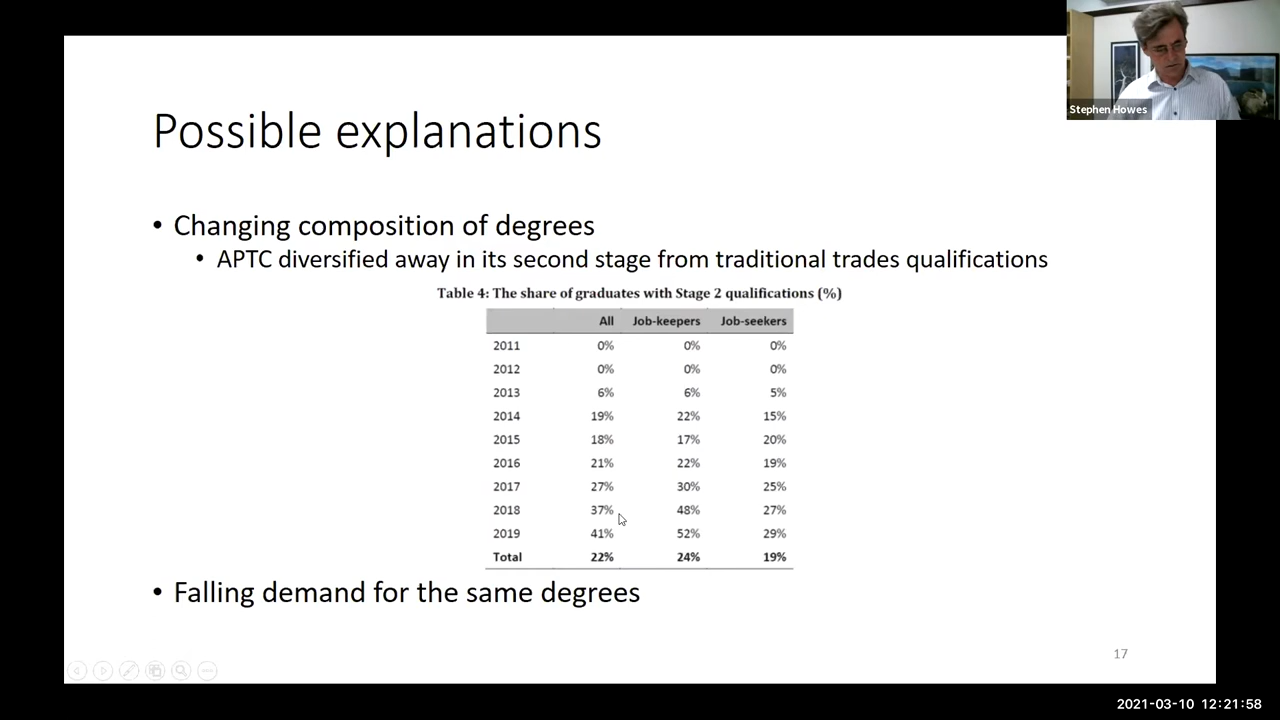 Stephen Howes
Possible explanations
• Changing composition of degrees
• APTC diversified away in its second stage from traditional trades qualifications
Table 4: The share of graduates with Stage 2 qualifications (%)
All Job-keepers Job-seekers
2011 0% 0% 0%
2012 0% 0% 0%
2013 6% 6% 5%
2014 19% 22% 15%
2015 18% 17% 20%
2016 21% 22% 19%
2017 27% 30% 25%
2018 37% 48% 27%
2019 41% 52% 29%
Total 22% 24% 19%
• Falling demand for the same degrees
17
2021-03-10 12:21:58